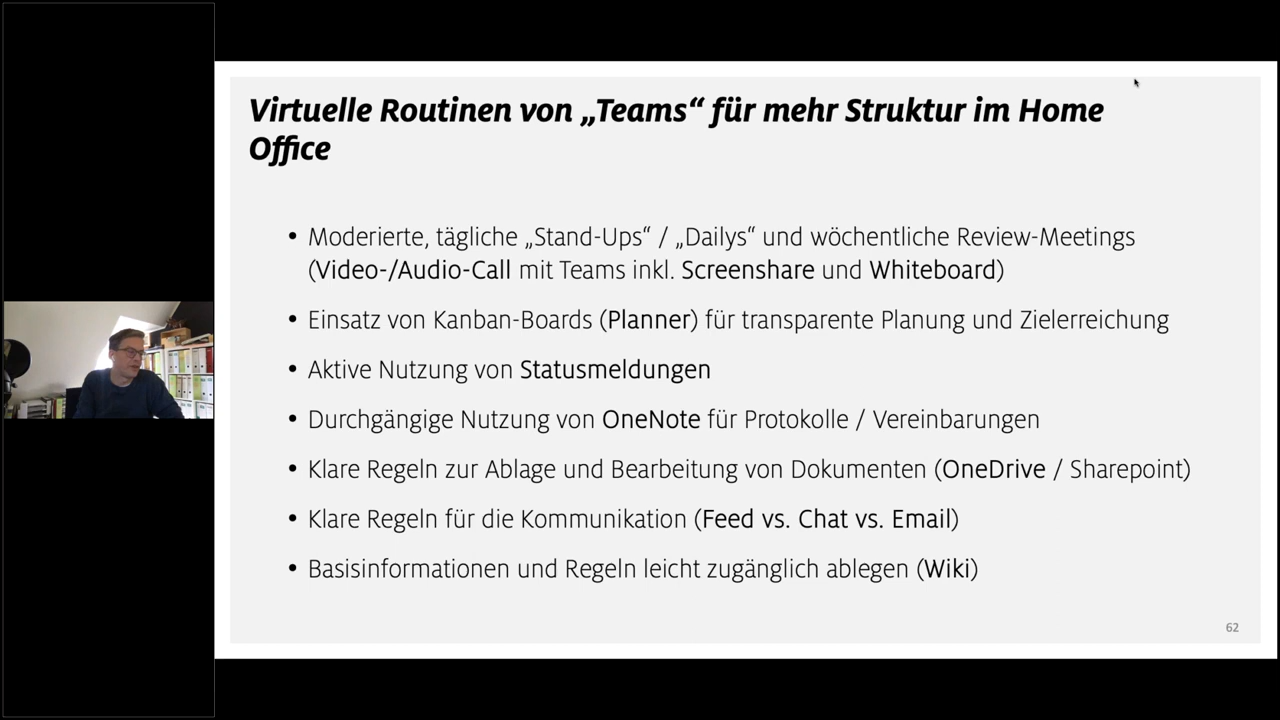 Virtuelle Routinen von „Teams“ für mehr Struktur im Home
Office
• Moderierte, tägliche „Stand-Ups“ / „Dailys“ und wöchentliche Review-Meetings
(Video-/Audio-Call mit Teams inkl. Screenshare und Whiteboard)
• Einsatz von Kanban-Boards (Planner) für transparente Planung und Zielerreichung
• Aktive Nutzung von Statusmeldungen
• Durchgängige Nutzung von OneNote für Protokolle / Vereinbarungen
• Klare Regeln zur Ablage und Bearbeitung von Dokumenten (OneDrive / Sharepoint)
• Klare Regeln für die Kommunikation (Feed vs. Chat vs. Email)
• Basisinformationen und Regeln leicht zugänglich ablegen (Wiki)
62